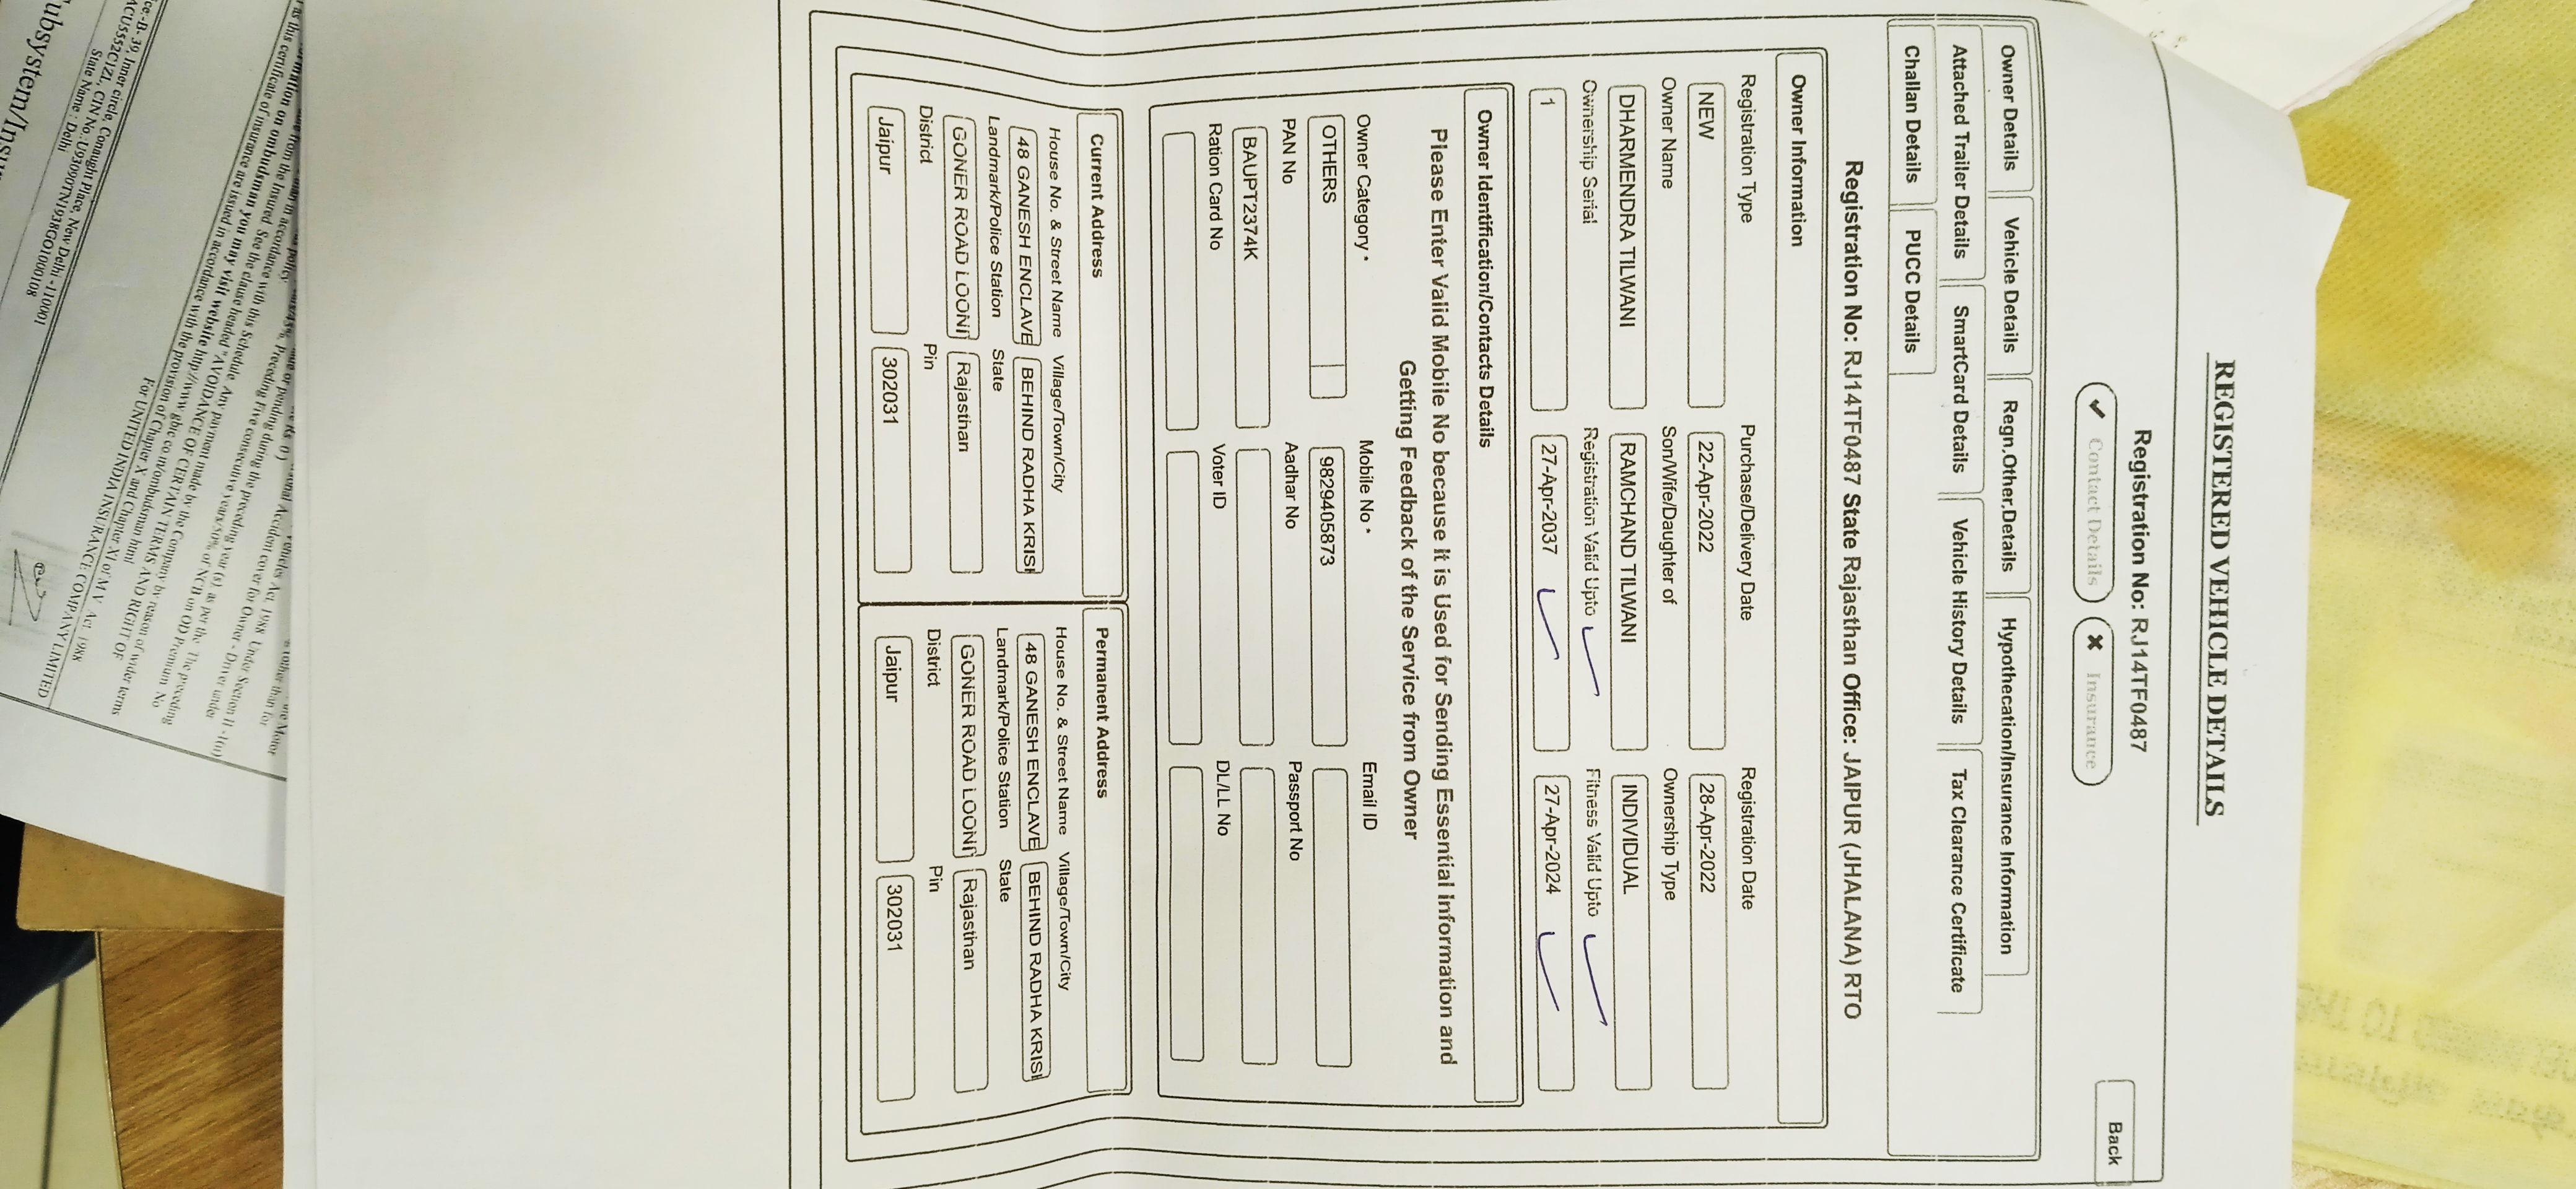 REGISTERED VEHICLE DETAILS
Registration No: RJ14TF0487
Back
✔ Contact Details ✖ Insurance
Owner Details Vehicle Details Regn,Other,Details Hypothecation/Insurance Information
Attached Trailer Details SmartCard Details Vehicle History Details Tax Clearance Certificate
Challan Details PUCC Details
Registration No: RJ14TF0487 State Rajasthan Office: JAIPUR (JHALANA) RTO
Owner Information
Registration Type Purchase/Delivery Date Registration Date
NEW 22-Apr-2022 28-Apr-2022
Owner Name Son/Wife/Daughter of Ownership Type
DHARMENDRA TILWANI RAMCHAND TILWANI INDIVIDUAL
Ownership Serial Registration Valid Upto Fitness Valid Upto
1 27-Apr-2037 27-Apr-2024
Owner Identification/Contacts Details
Please Enter Valid Mobile No because it is Used for Sending Essential Information and
Getting Feedback of the Service from Owner
Owner Category * Mobile No * Email ID
OTHERS 9829405873
PAN No Aadhar No Passport No
BAUPT2374K
Ration Card No Voter ID DL/LL No
Current Address Permanent Address
House No. & Street Name Village/Town/City House No. & Street Name Village/Town/City
48 GANESH ENCLAVE BEHIND RADHA KRISH 48 GANESH ENCLAVE BEHIND RADHA KRISH
Landmark/Police Station State Landmark/Police Station State
GONER ROAD LOONI Rajasthan GONER ROAD LOONI Rajasthan
District Pin District Pin
Jaipur 302031 Jaipur 302031
this certificate of insurance are issued in accordance with the provision of Chapter X and Chapter XI of M.V. Act, 1988
For UNITED INDIA INSURANCE COMPANY LIMITED
Inner circle, Conaught Place, New Delhi -110001
CIN No.:U93090TN1938GOI000108
State Name : Delhi